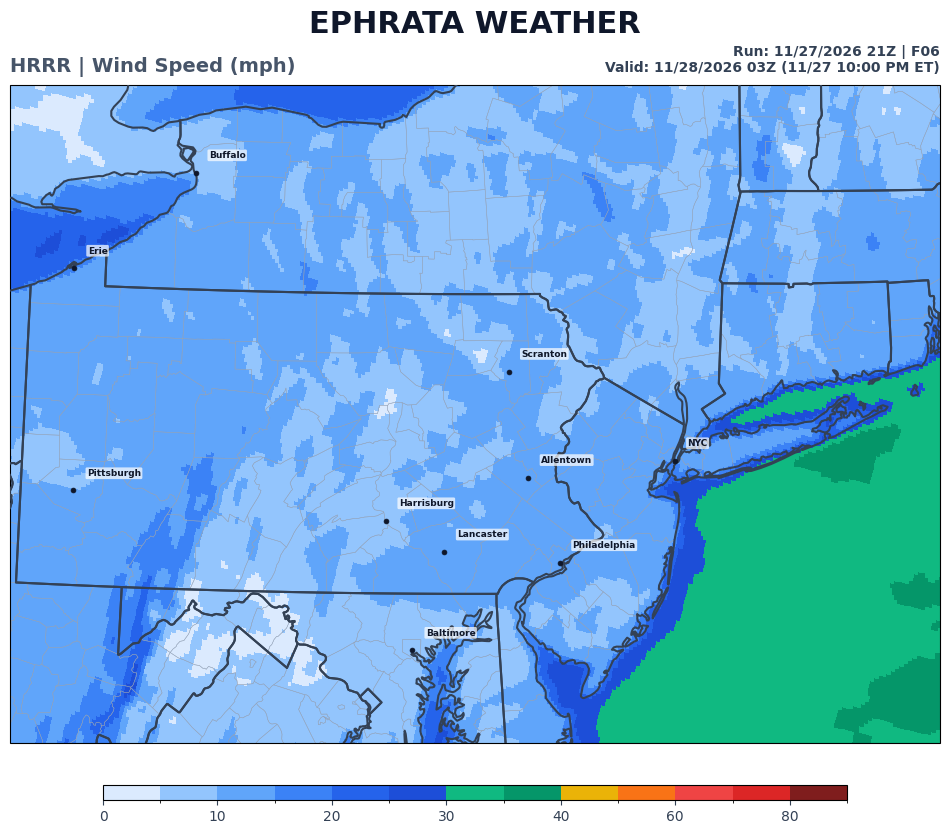 EPHRATA WEATHER
HRRR | Wind Speed (mph)
Run: 11/27/2026 21Z | F06
Valid: 11/28/2026 03Z (11/27 10:00 PM ET)
Buffalo
Erie
Scranton
NYC
Allentown
Pittsburgh
Harrisburg
Lancaster
Philadelphia
Baltimore
0 10 20 30 40 60 80